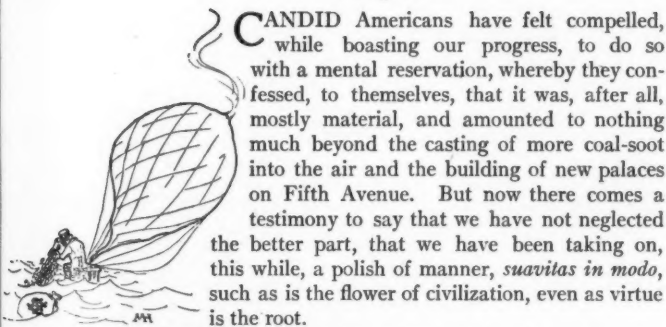 CANDID Americans have felt compelled,
while boasting our progress, to do so
with a mental reservation, whereby they con-
fessed, to themselves, that it was, after all,
mostly material, and amounted to nothing
much beyond the casting of more coal-soot
into the air and the building of new palaces
on Fifth Avenue. But now there comes a
testimony to say that we have not neglected
the better part, that we have been taking on,
this while, a polish of manner, suavitas in modo,
such as is the flower of civilization, even as virtue
is the root.